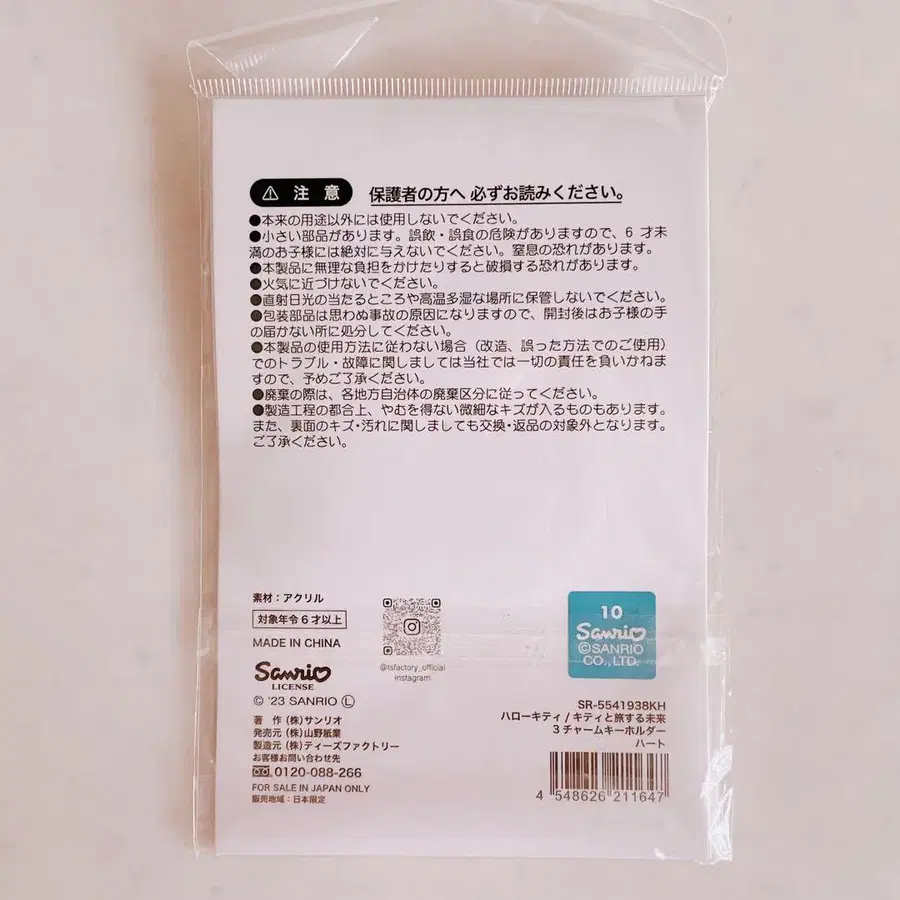 ⚠ 注意 保護者の方へ 必ずお読みください。
●本来の用途以外には使用しないでください。
●小さい部品があります。誤飲・誤食の危険がありますので、6 才未
満のお子様には絶対に与えないでください。窒息の恐れがあります。
●本製品に無理な負担をかけたりすると破損する恐れがあります。
●火気に近づけないでください。
●直射日光の当たるところや高温多湿な場所に保管しないでください。
●包装部品は思わぬ事故の原因になりますので、開封後はお子様の手
の届かない所に処分してください。
●本製品の使用方法に従わない場合（改造、誤った方法でのご使用）
でのトラブル・故障に関しましては当社では一切の責任を負いかねま
すので、予めご了承ください。
●廃棄の際は、各地方自治体の廃棄区分に従ってください。
●製造工程の都合上、やむを得ない微細なキズが入るものもあります。
また、裏面のキズ・汚れに関しましても交換・返品の対象外となります。
ご了承ください。
素材：アクリル
対象年令6才以上
MADE IN CHINA
Sanrio
LICENSE
© '23 SANRIO Ⓛ
著 作 (株)サンリオ
発売元 (株)山野紙業
製造元 (株)ティーズファクトリー
お客様お問い合わせ先
0120-088-266
FOR SALE IN JAPAN ONLY
販売地域：日本限定
@tsfactory_official
Instagram
10
Sanrio
©SANRIO
CO., LTD.
SR-5541938KH
ハローキティ / キティと旅する未来
3チャームキーホルダー
ハート
4 548626 211647